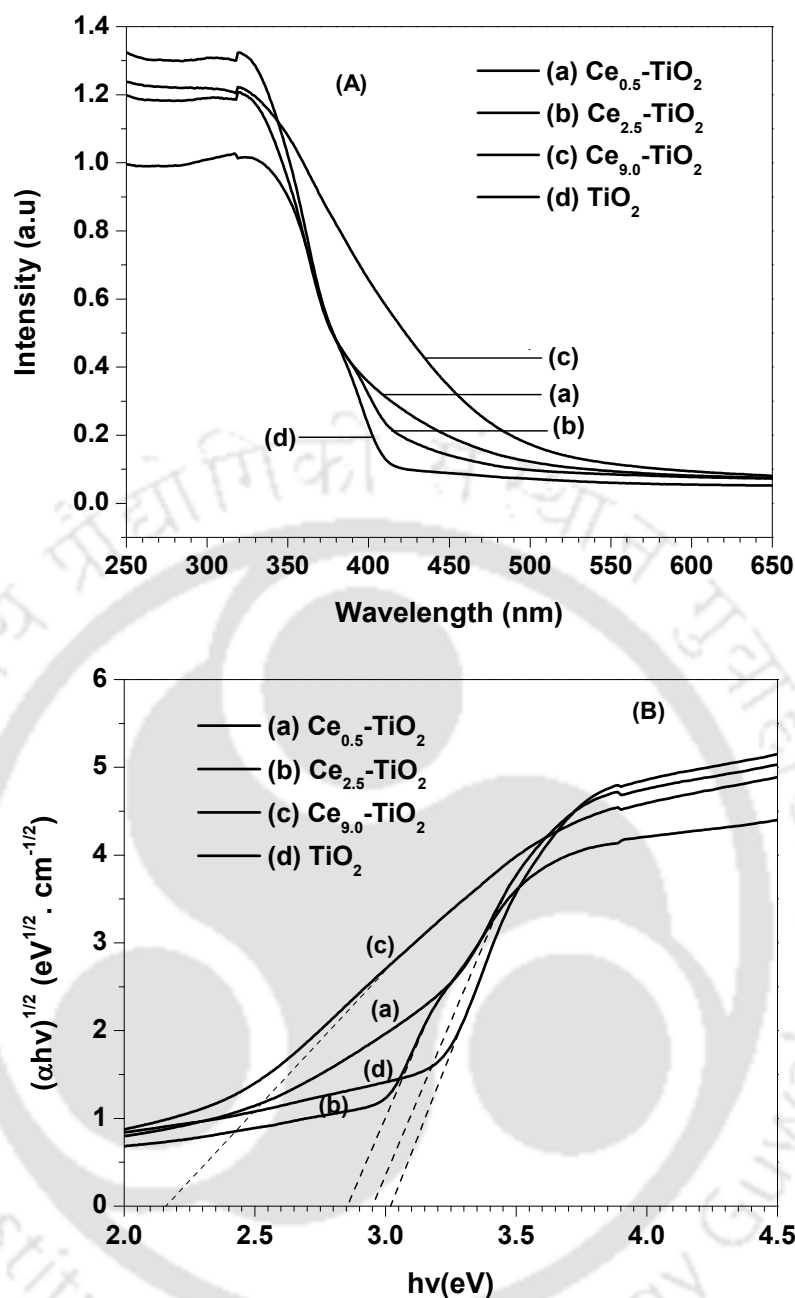 1.4
1.2
1.0
0.8
0.6
0.4
0.2
0.0
Intensity (a.u)
(A)
(a) Ce0.5-TiO2
(b) Ce2.5-TiO2
(c) Ce9.0-TiO2
(d) TiO2
(c)
(a)
(b)
(d)
250 300 350 400 450 500 550 600 650
Wavelength (nm)
6
5
4
3
2
1
0
(αhν)1/2 (eV1/2 . cm-1/2)
(B)
(a) Ce0.5-TiO2
(b) Ce2.5-TiO2
(c) Ce9.0-TiO2
(d) TiO2
(c)
(a)
(d)
(b)
2.0 2.5 3.0 3.5 4.0 4.5
hν(eV)